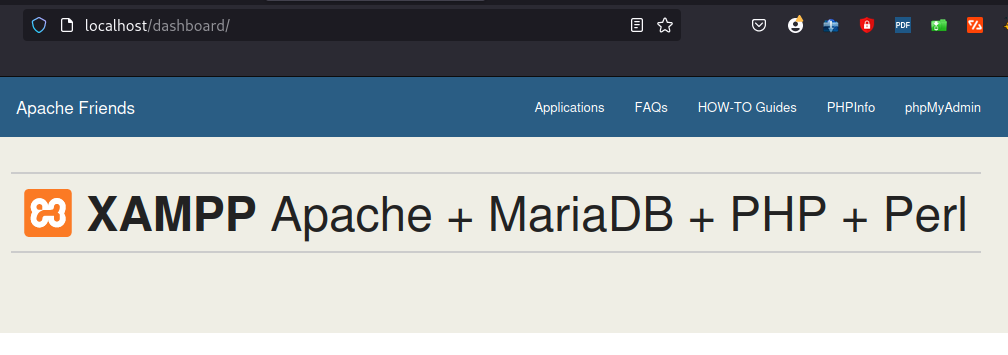 localhost/dashboard/
PDF
Apache Friends
Applications FAQs HOW-TO Guides PHPInfo phpMyAdmin
XAMPP Apache + MariaDB + PHP + Perl